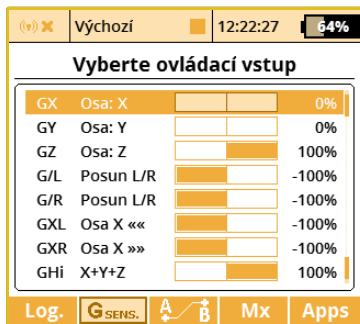 Výchozí 12:22:27 64%
Vyberte ovládací vstup
GX Osa: X 0%
GY Osa: Y 0%
GZ Osa: Z 100%
G/L Posun L/R -100%
G/R Posun L/R -100%
GXL Osa X «« -100%
GXR Osa X »» -100%
GHi X+Y+Z 100%
Log. G SENS. A B Mx Apps